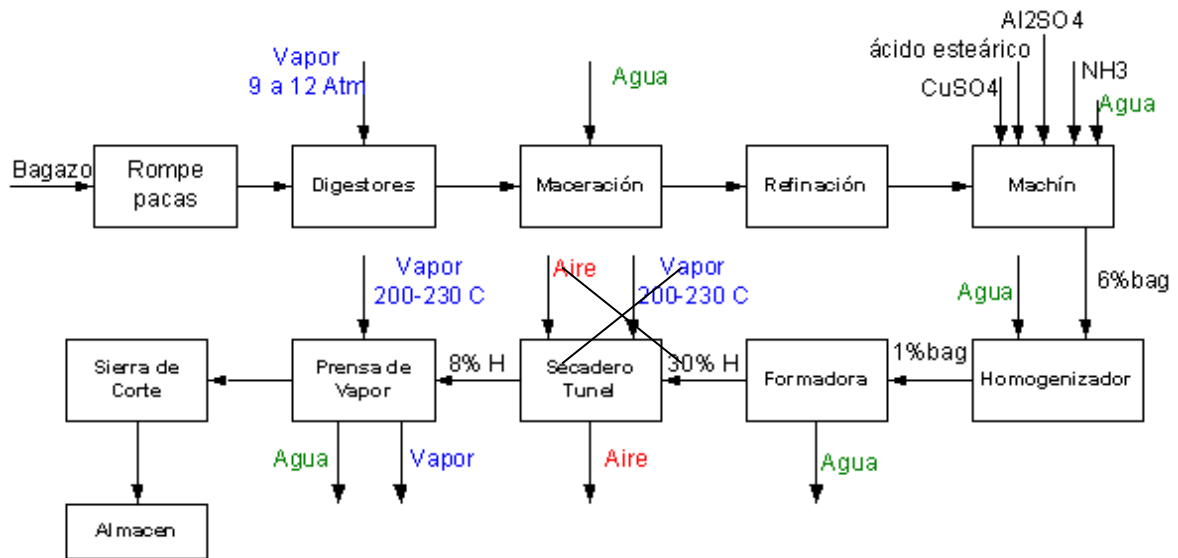 Al2SO4
Vapor
9 a 12 Atm
Agua
ácido esteárico
NH3
CuSO4
Agua
Bagazo
Rompe
pacas
Digestores
Maceración
Refinación
Machín
Vapor
200-230 C
Aire
Vapor
200-230 C
Agua
6%bag
Sierra de
Corte
Prensa de
Vapor
8% H
Secadero
Tunel
30% H
Formadora
1%bag
Homogenizador
Agua
Vapor
Aire
Agua
Almacen